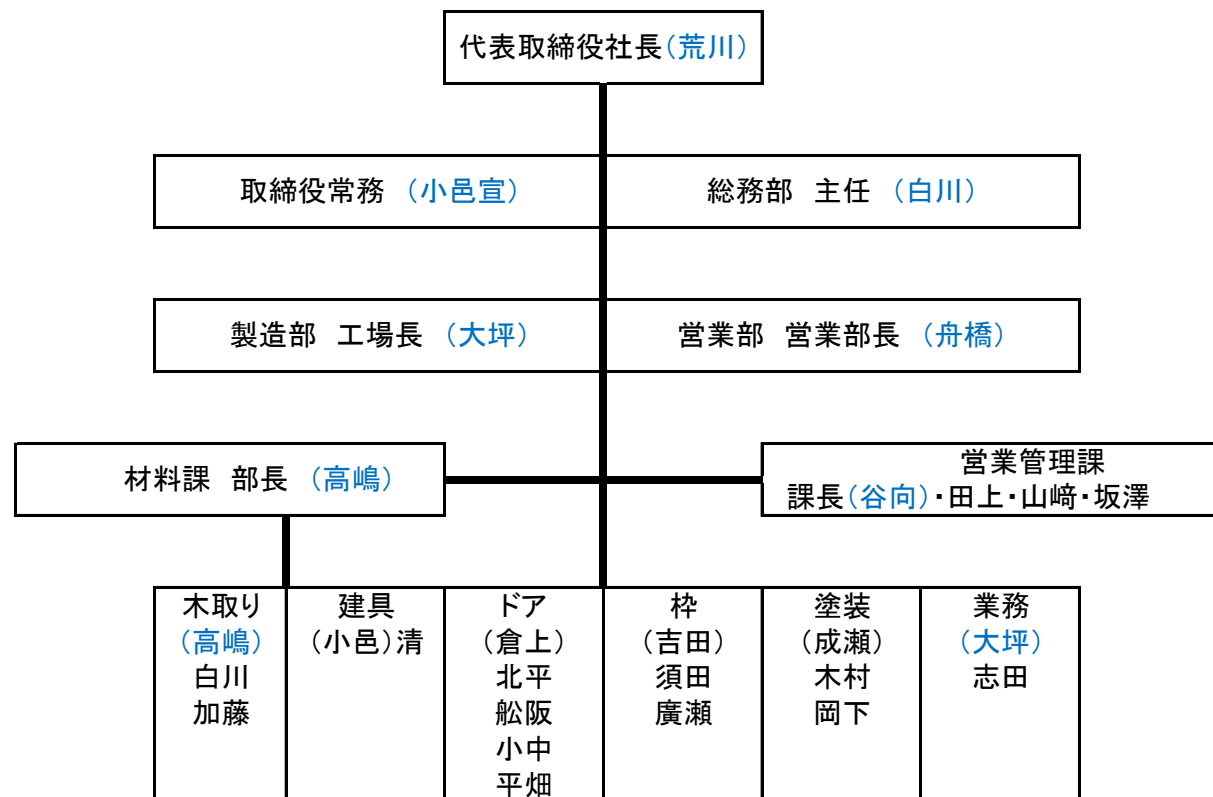 代表取締役社長(荒川)
取締役常務 (小邑宣)
総務部 主任 (白川)
製造部 工場長 (大坪)
営業部 営業部長 (舟橋)
材料課 部長 (高嶋)
営業管理課
課長(谷向)・田上・山﨑・坂澤
木取り
(高嶋)
白川
加藤
建具
(小邑)清
ドア
(倉上)
北平
舩阪
小中
平畑
枠
(吉田)
須田
廣瀬
塗装
(成瀬)
木村
岡下
業務
(大坪)
志田